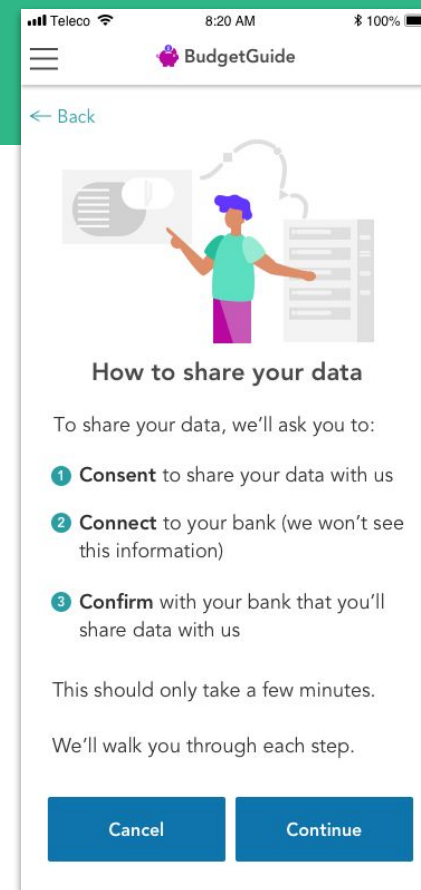 Teleco 8:20 AM 100%
BudgetGuide
← Back
How to share your data
To share your data, we'll ask you to:
1 Consent to share your data with us
2 Connect to your bank (we won't see
this information)
3 Confirm with your bank that you'll
share data with us
This should only take a few minutes.
We'll walk you through each step.
Cancel Continue